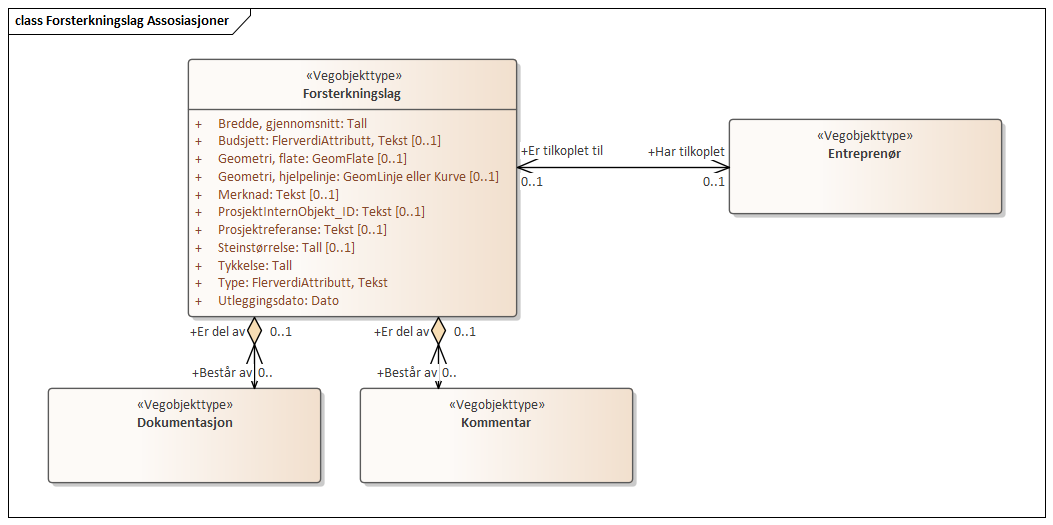 class Forsterkningslag Assosiasjoner
«Vegobjekttype»
Forsterkningslag
+ Bredde, gjennomsnitt: Tall
+ Budsjett: FlerverdiAttributt, Tekst [0..1]
+ Geometri, flate: GeomFlate [0..1]
+ Geometri, hjelpelinje: GeomLinje eller Kurve [0..1]
+ Merknad: Tekst [0..1]
+ ProsjektInternObjekt_ID: Tekst [0..1]
+ Prosjektreferanse: Tekst [0..1]
+ Steinstørrelse: Tall [0..1]
+ Tykkelse: Tall
+ Type: FlerverdiAttributt, Tekst
+ Utleggingsdato: Dato
+Er tilkoplet til
0..1
+Har tilkoplet
0..1
«Vegobjekttype»
Entreprenør
+Er del av 0..1
+Består av 0..
+Er del av 0..1
+Består av 0..
«Vegobjekttype»
Dokumentasjon
«Vegobjekttype»
Kommentar